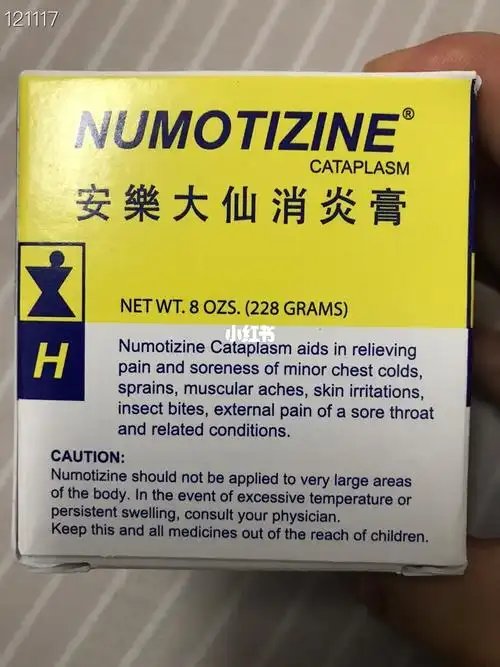 121117
NUMOTIZINE®
CATAPLASM
安樂大仙消炎膏
NET WT. 8 OZS. (228 GRAMS)
小红书
H
Numotizine Cataplasm aids in relieving
pain and soreness of minor chest colds,
sprains, muscular aches, skin irritations,
insect bites, external pain of a sore throat
and related conditions.
CAUTION:
Numotizine should not be applied to very large areas
of the body. In the event of excessive temperature or
persistent swelling, consult your physician.
Keep this and all medicines out of the reach of children.